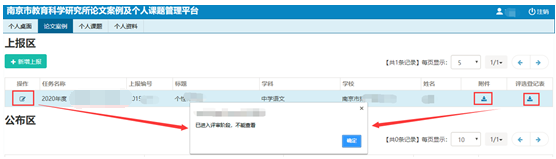 南京市教育科学研究所论文案例及个人课题管理平台
注销
个人桌面 论文案例 个人课题 个人资料
上报区
+ 新增上报
【共1条记录】每页显示: 5 1/1
操作 任务名称 上报编号 标题 学科 学校 姓名 附件 评选登记表
2020年度 015 个 中学语文 南京市
已进入评审阶段,不能查看
确定
公布区
【共0条记录】每页显示: 10 1/1